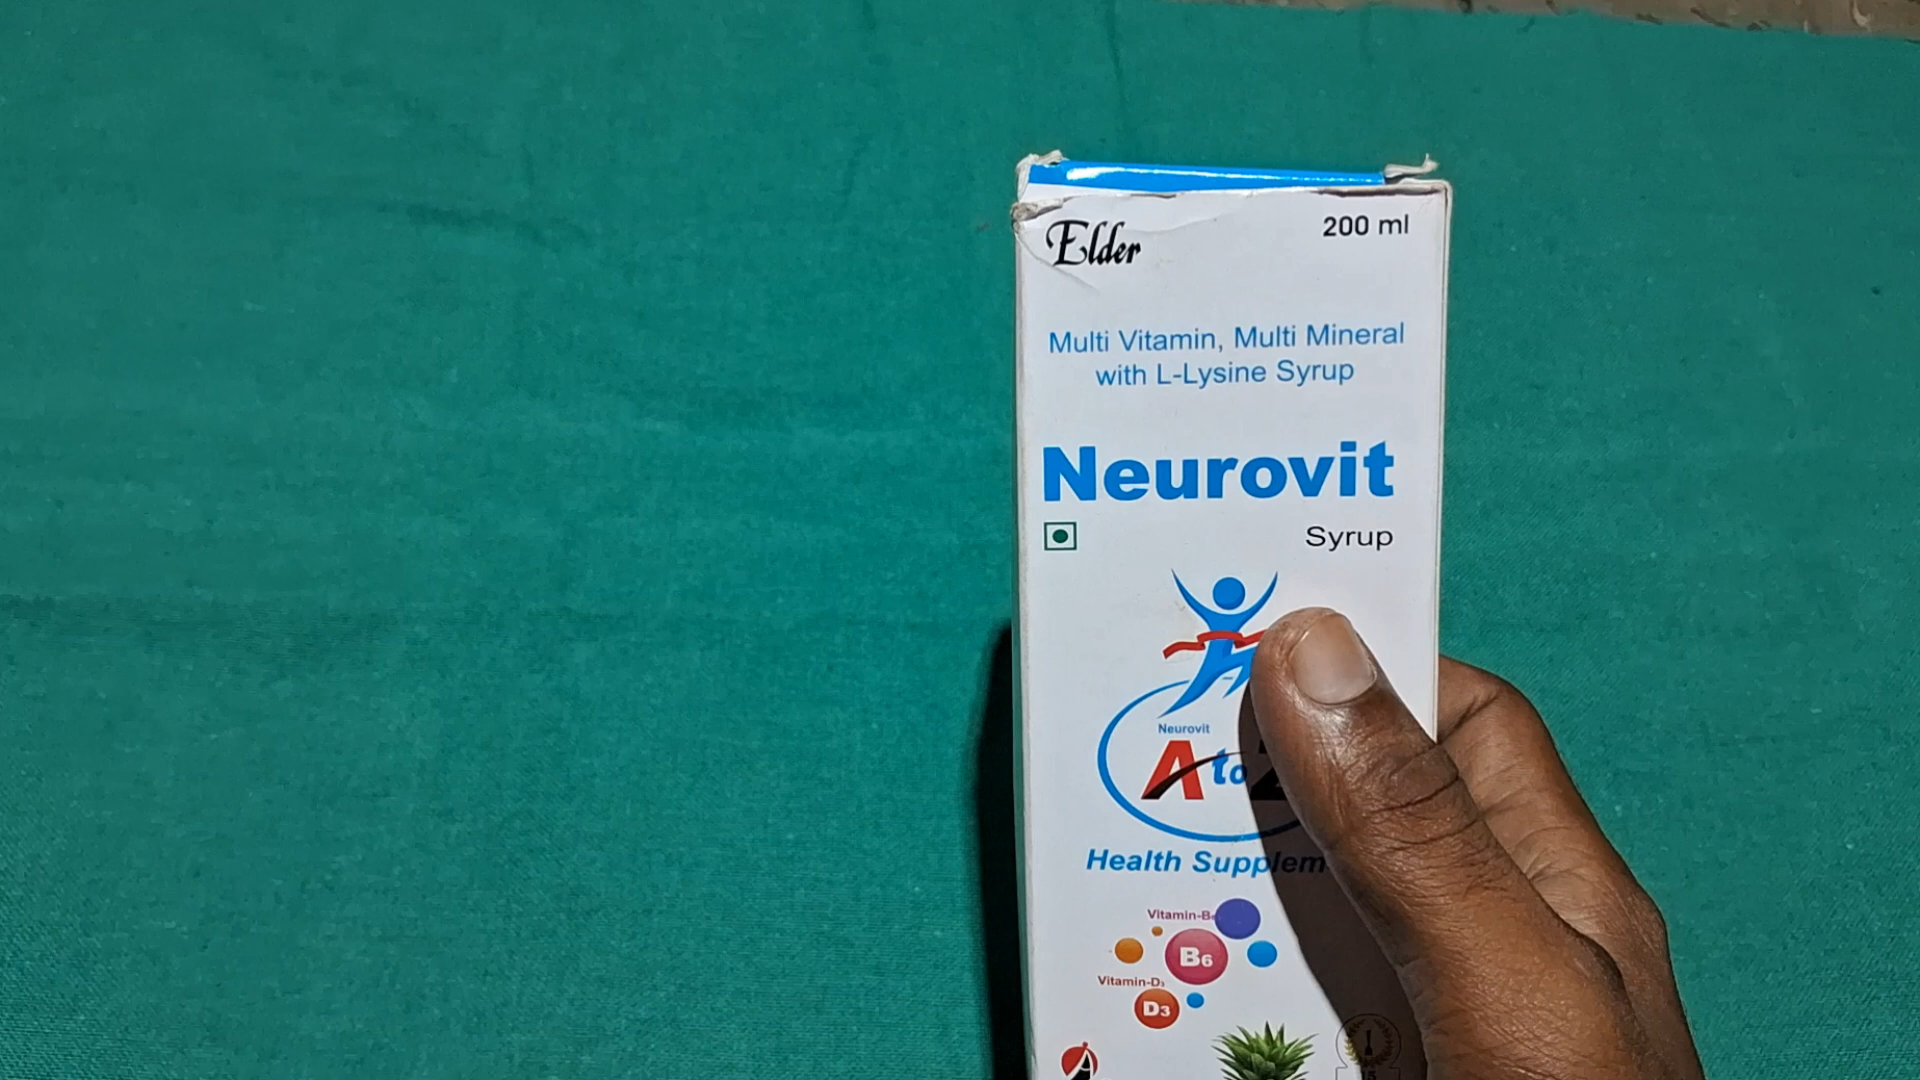 Elder
200 ml
Multi Vitamin, Multi Mineral
with L-Lysine Syrup
Neurovit
Syrup
Neurovit
A to Z
Health Supplem
Vitamin-B₆
B₆
Vitamin-D₃
D₃